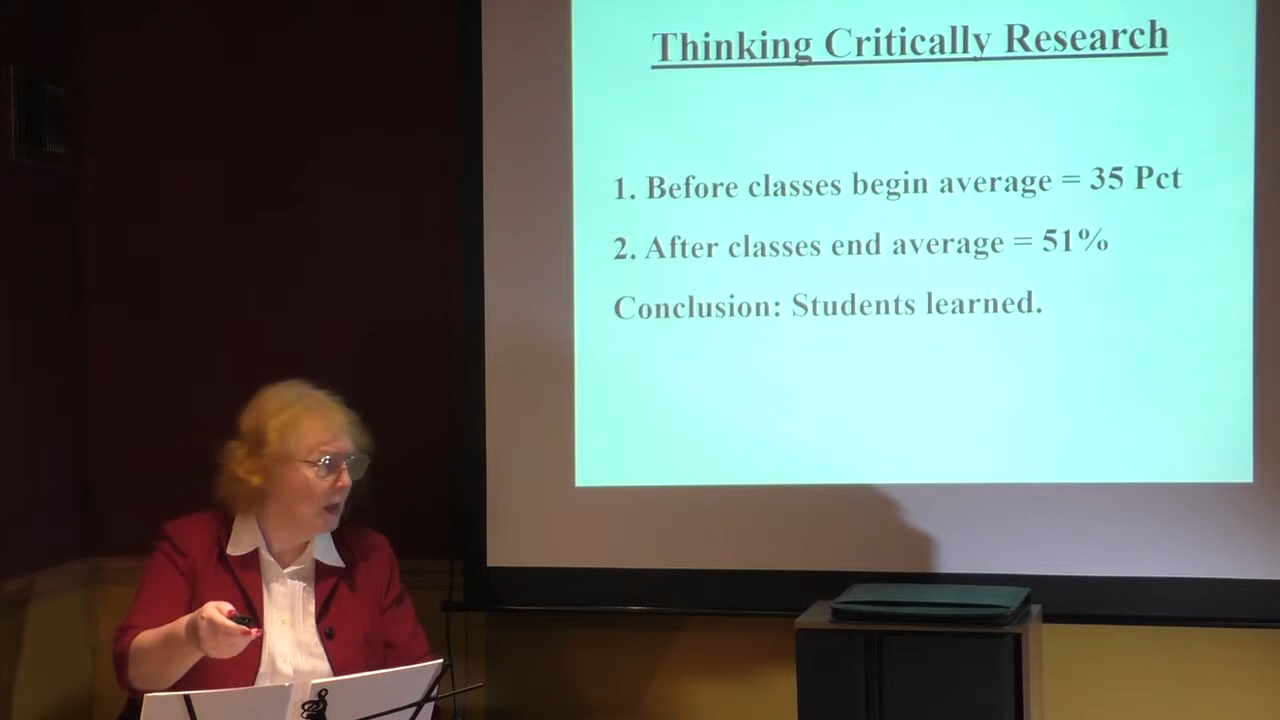 Thinking Critically Research
1. Before classes begin average = 35 Pct
2. After classes end average = 51%
Conclusion: Students learned.